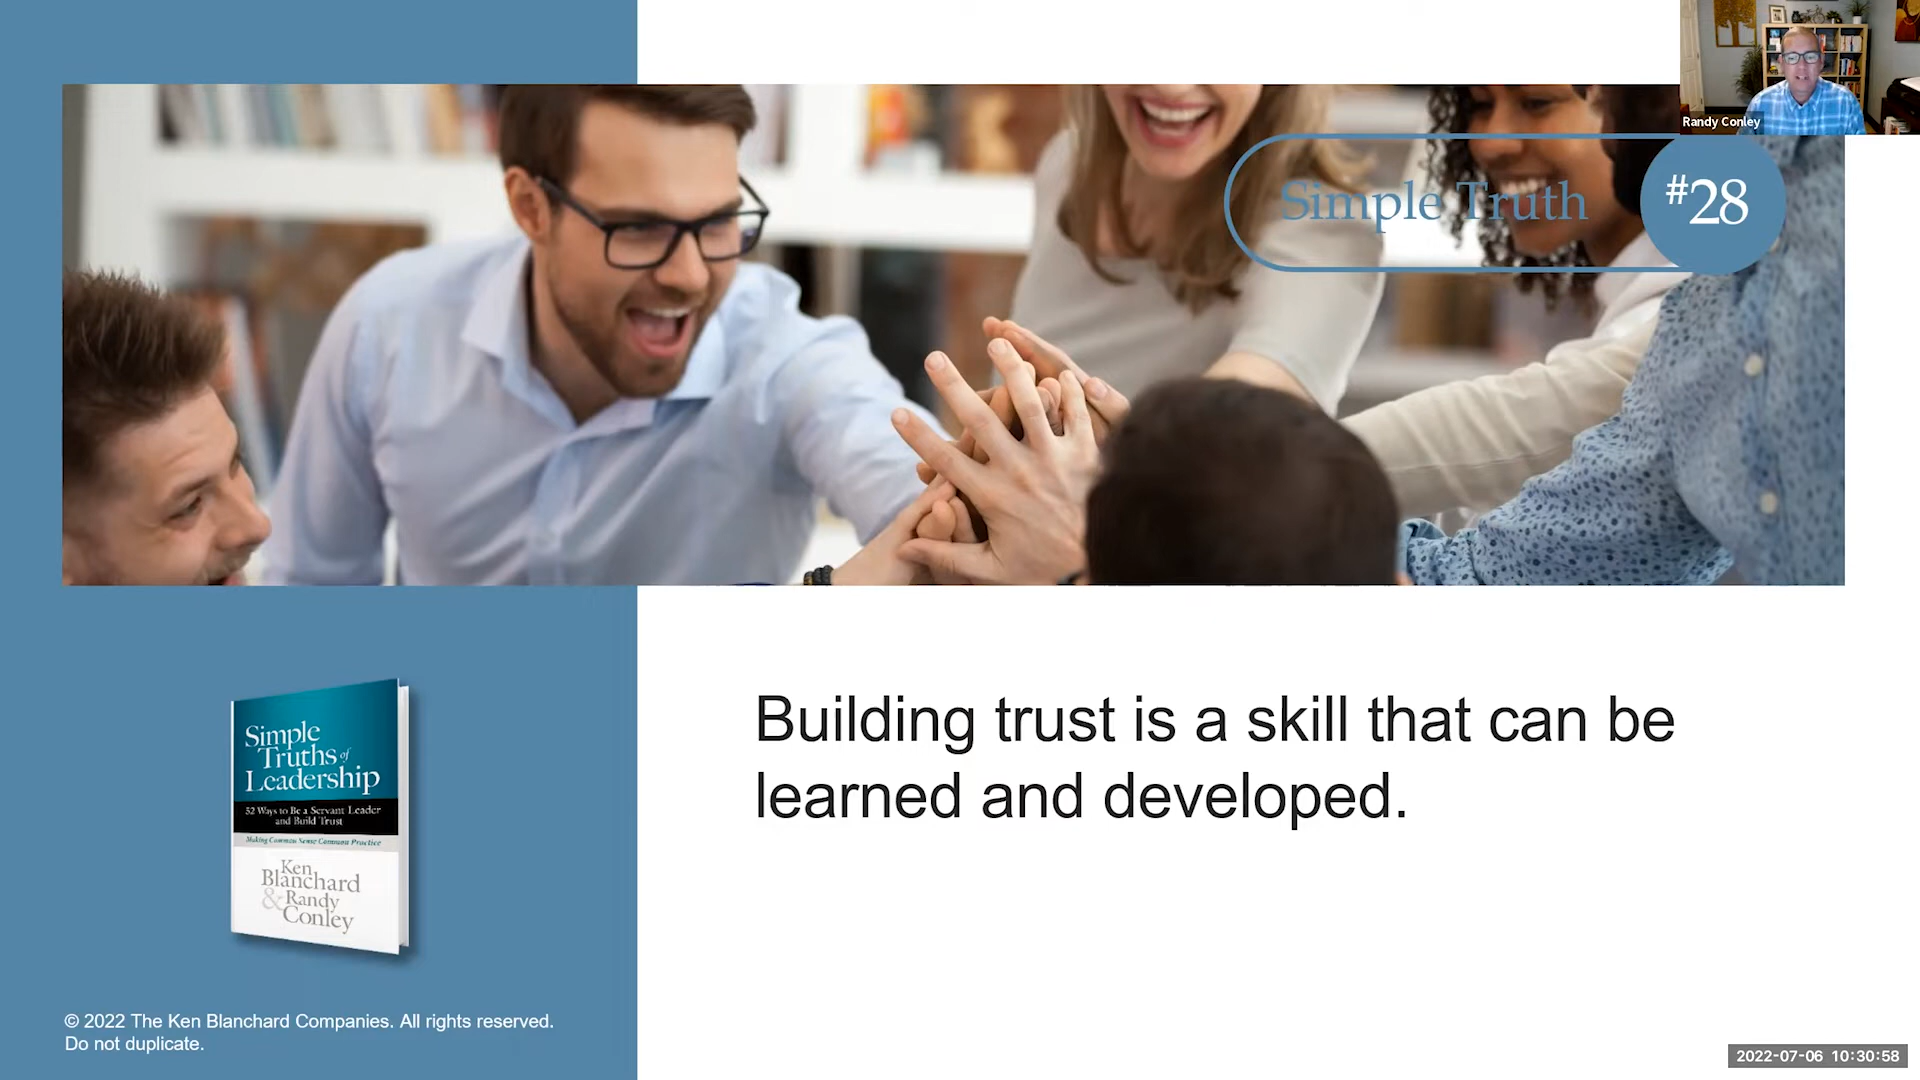 Randy Conley
Simple Truth
#28
Building trust is a skill that can be
learned and developed.
Simple
Truths of
Leadership
52 Ways to Be a Servant Leader
and Build Trust
Making Common Sense Common Practice
Ken
Blanchard
& Randy
Conley
© 2022 The Ken Blanchard Companies. All rights reserved.
Do not duplicate.
2022-07-06 10:30:58